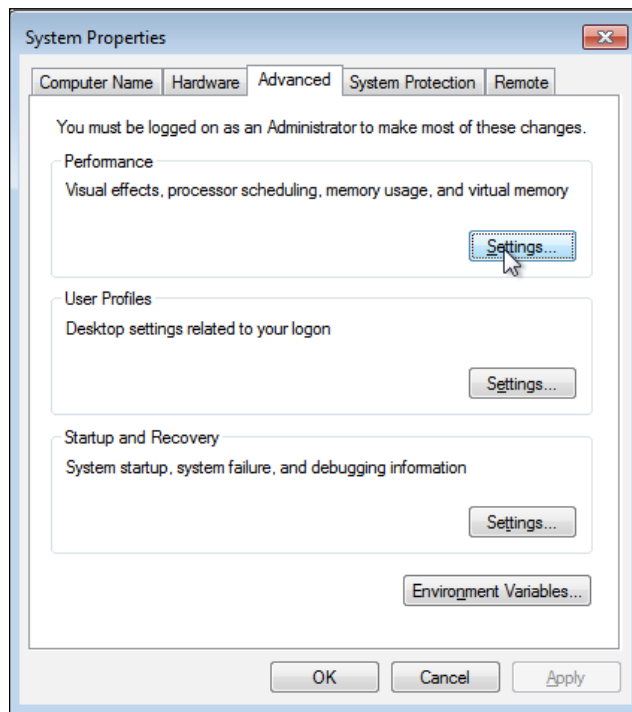 System Properties
Computer Name Hardware Advanced System Protection Remote
You must be logged on as an Administrator to make most of these changes.
Performance
Visual effects, processor scheduling, memory usage, and virtual memory
Settings...
User Profiles
Desktop settings related to your logon
Settings...
Startup and Recovery
System startup, system failure, and debugging information
Settings...
Environment Variables...
OK Cancel Apply